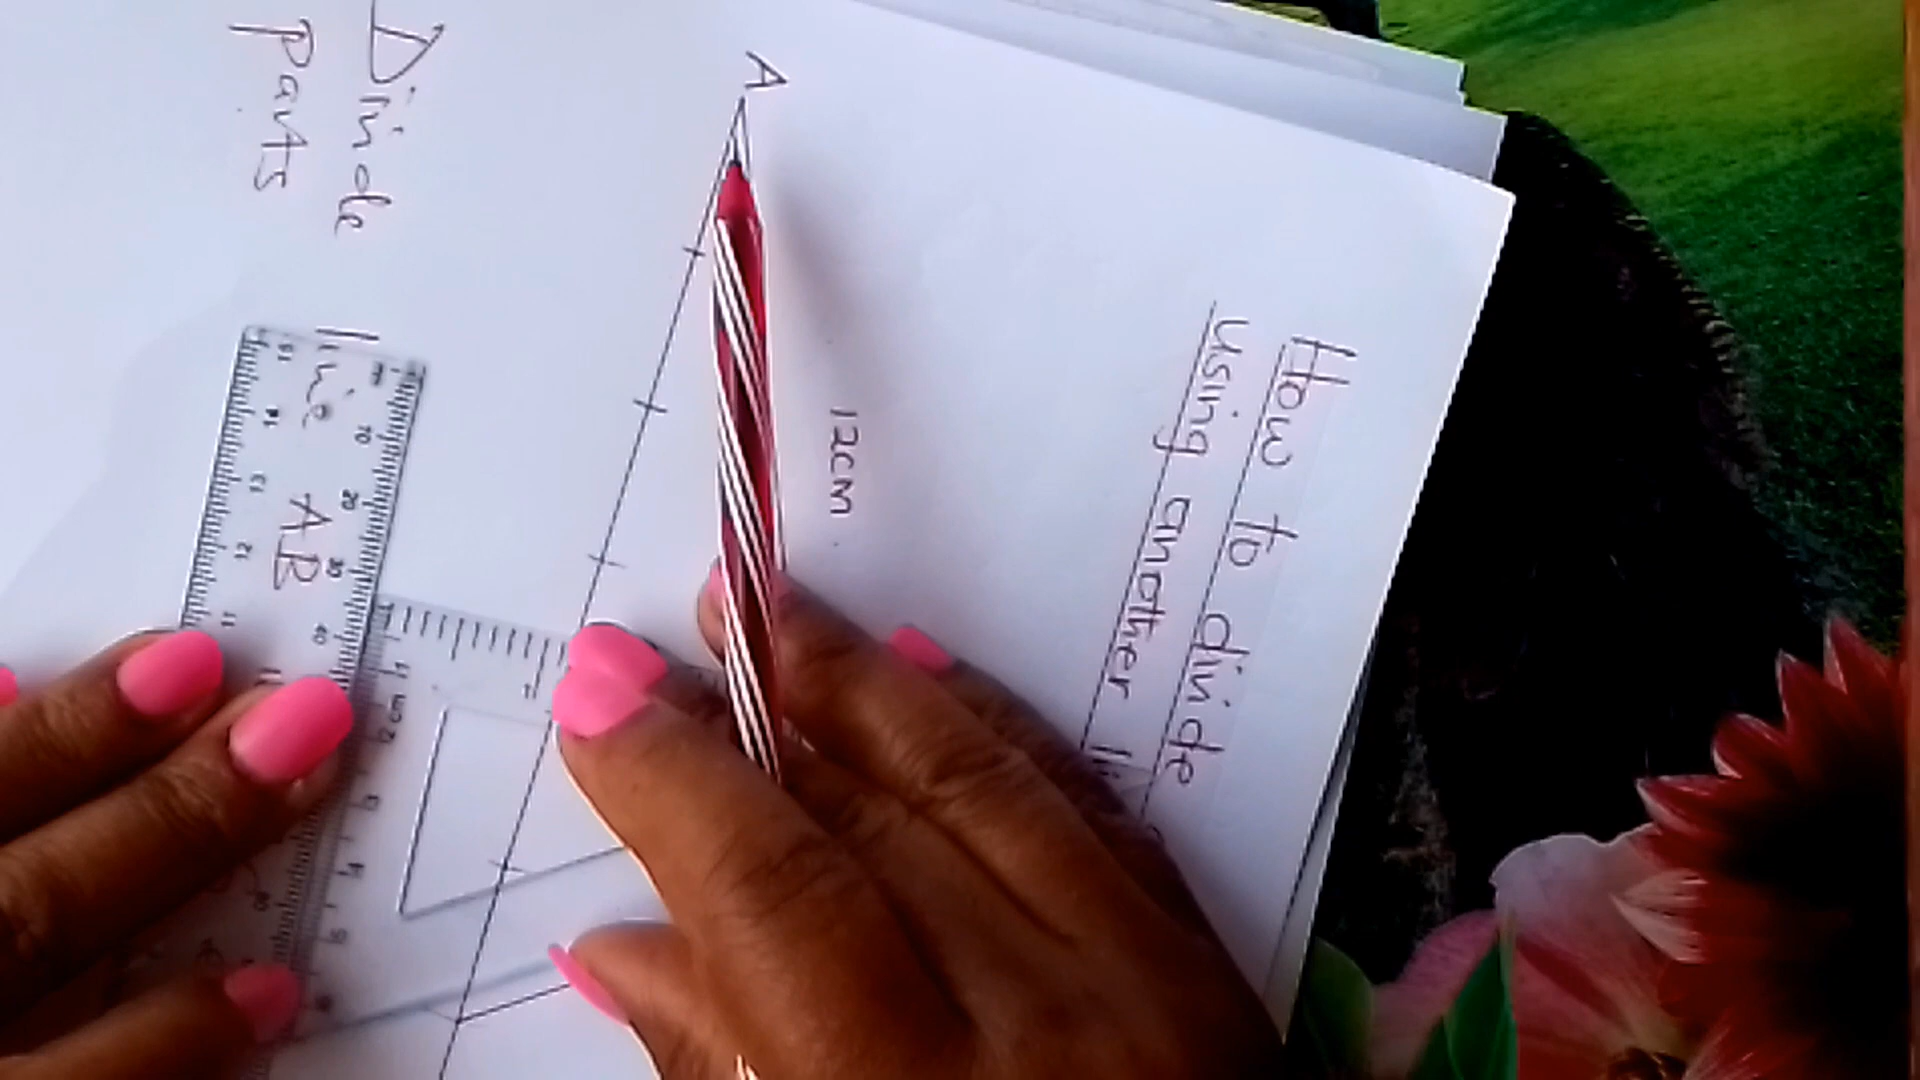 How to divide
using another
12cm
A
Divide line AB
parts